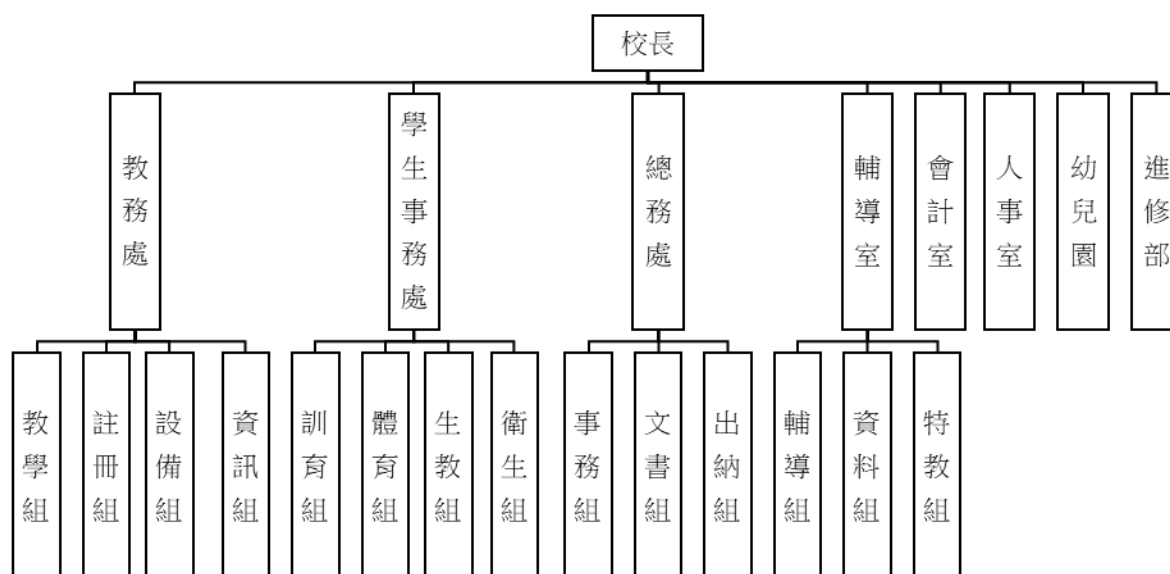 校長
教務處
學生事務處
總務處
輔導室
會計室
人事室
幼兒園
進修部
教學組
註冊組
設備組
資訊組
訓育組
體育組
生教組
衛生組
事務組
文書組
出納組
輔導組
資料組
特教組